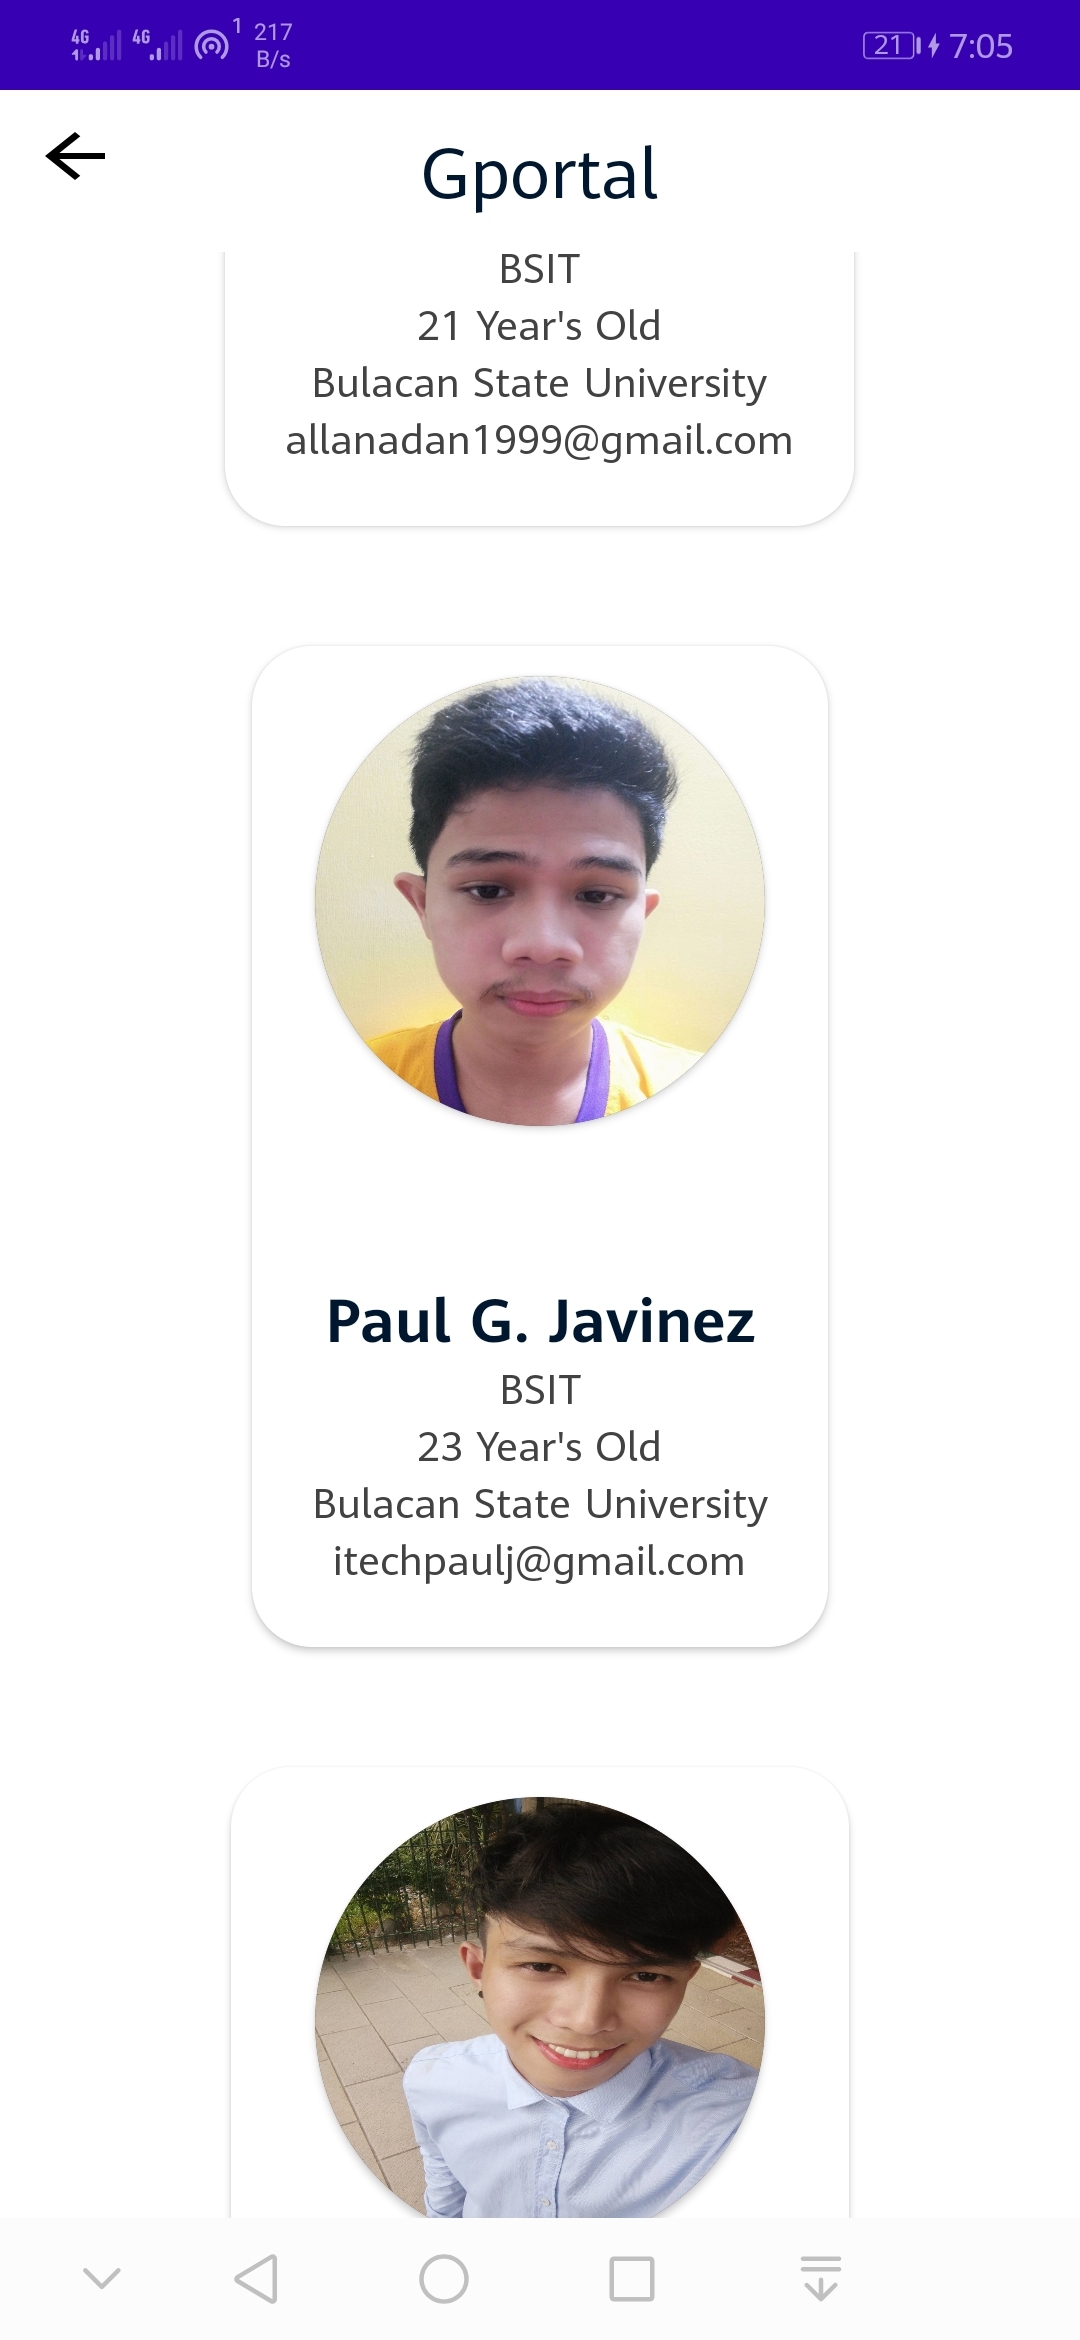 4G 4G 1 217 B/s 21 7:05
Gportal
BSIT
21 Year's Old
Bulacan State University
allanadan1999@gmail.com
Paul G. Javinez
BSIT
23 Year's Old
Bulacan State University
itechpaulj@gmail.com